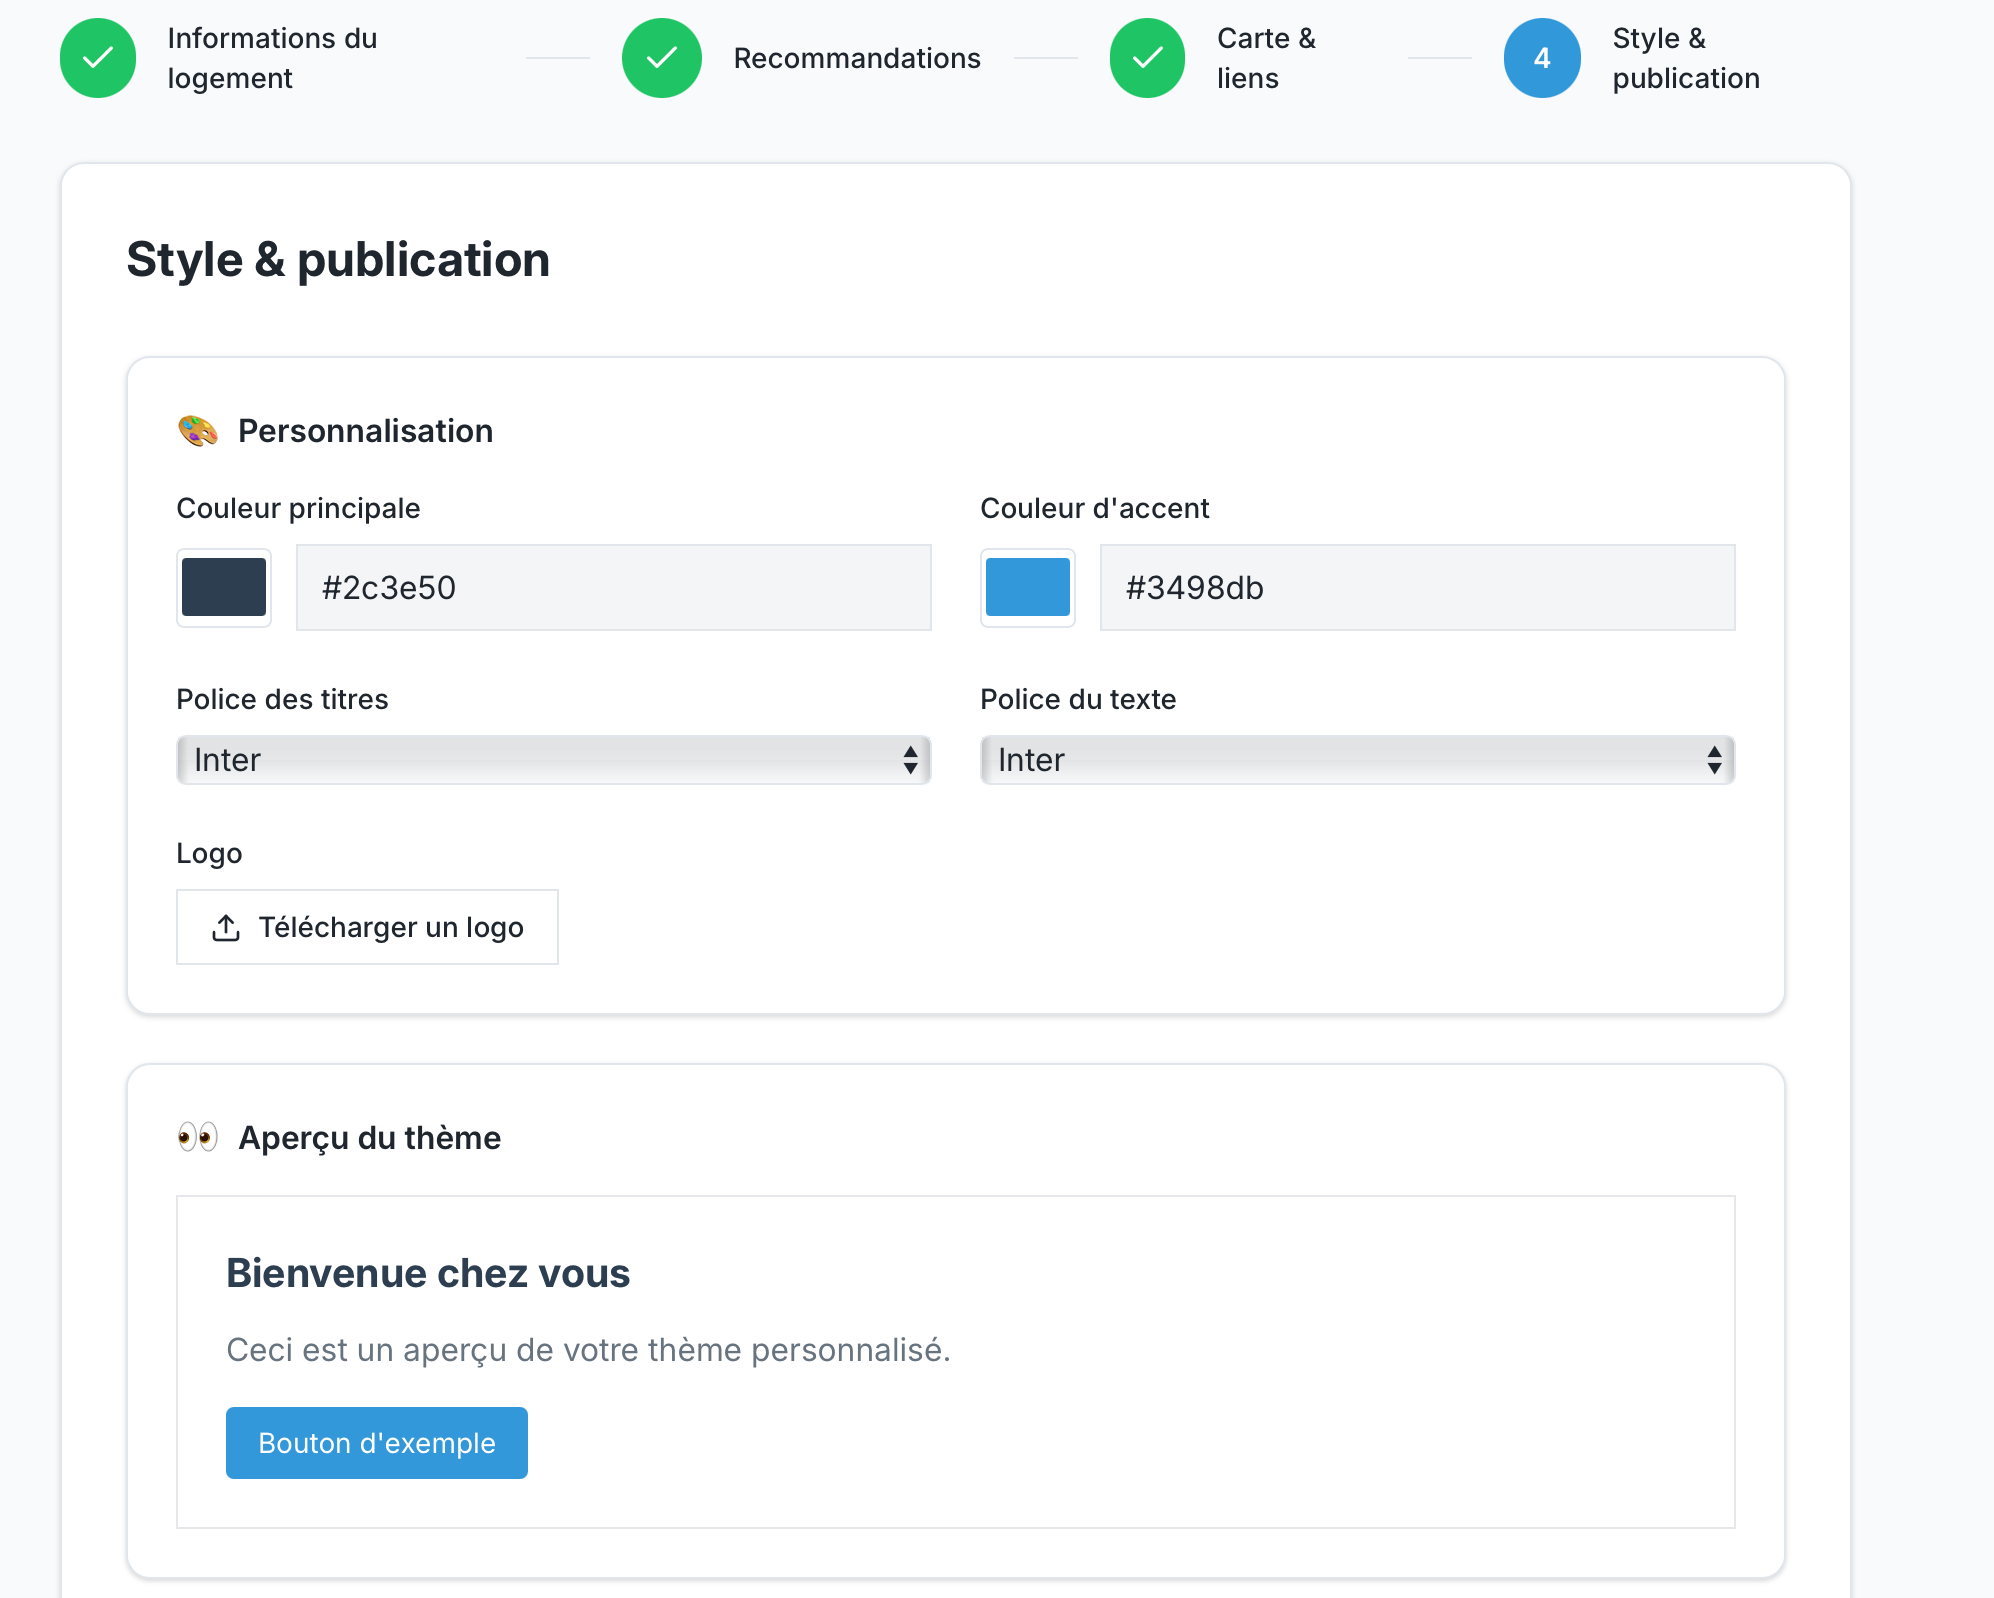 Informations du
logement
Recommandations
Carte &
liens
4
Style &
publication
Style & publication
Personnalisation
Couleur principale
Couleur d'accent
#2c3e50
#3498db
Police des titres
Police du texte
Inter
Inter
Logo
Télécharger un logo
Aperçu du thème
Bienvenue chez vous
Ceci est un aperçu de votre thème personnalisé.
Bouton d'exemple